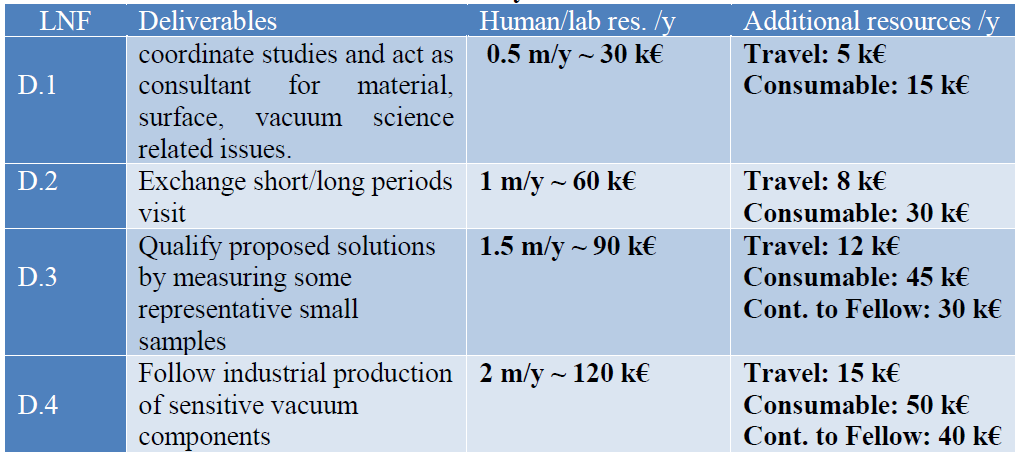 LNF Deliverables Human/lab res. /y Additional resources /y
D.1
coordinate studies and act as
consultant for material,
surface, vacuum science
related issues.
0.5 m/y ~ 30 k€
Travel: 5 k€
Consumable: 15 k€
D.2
Exchange short/long periods
visit
1 m/y ~ 60 k€
Travel: 8 k€
Consumable: 30 k€
D.3
Qualify proposed solutions
by measuring some
representative small
samples
1.5 m/y ~ 90 k€
Travel: 12 k€
Consumable: 45 k€
Cont. to Fellow: 30 k€
D.4
Follow industrial production
of sensitive vacuum
components
2 m/y ~ 120 k€
Travel: 15 k€
Consumable: 50 k€
Cont. to Fellow: 40 k€